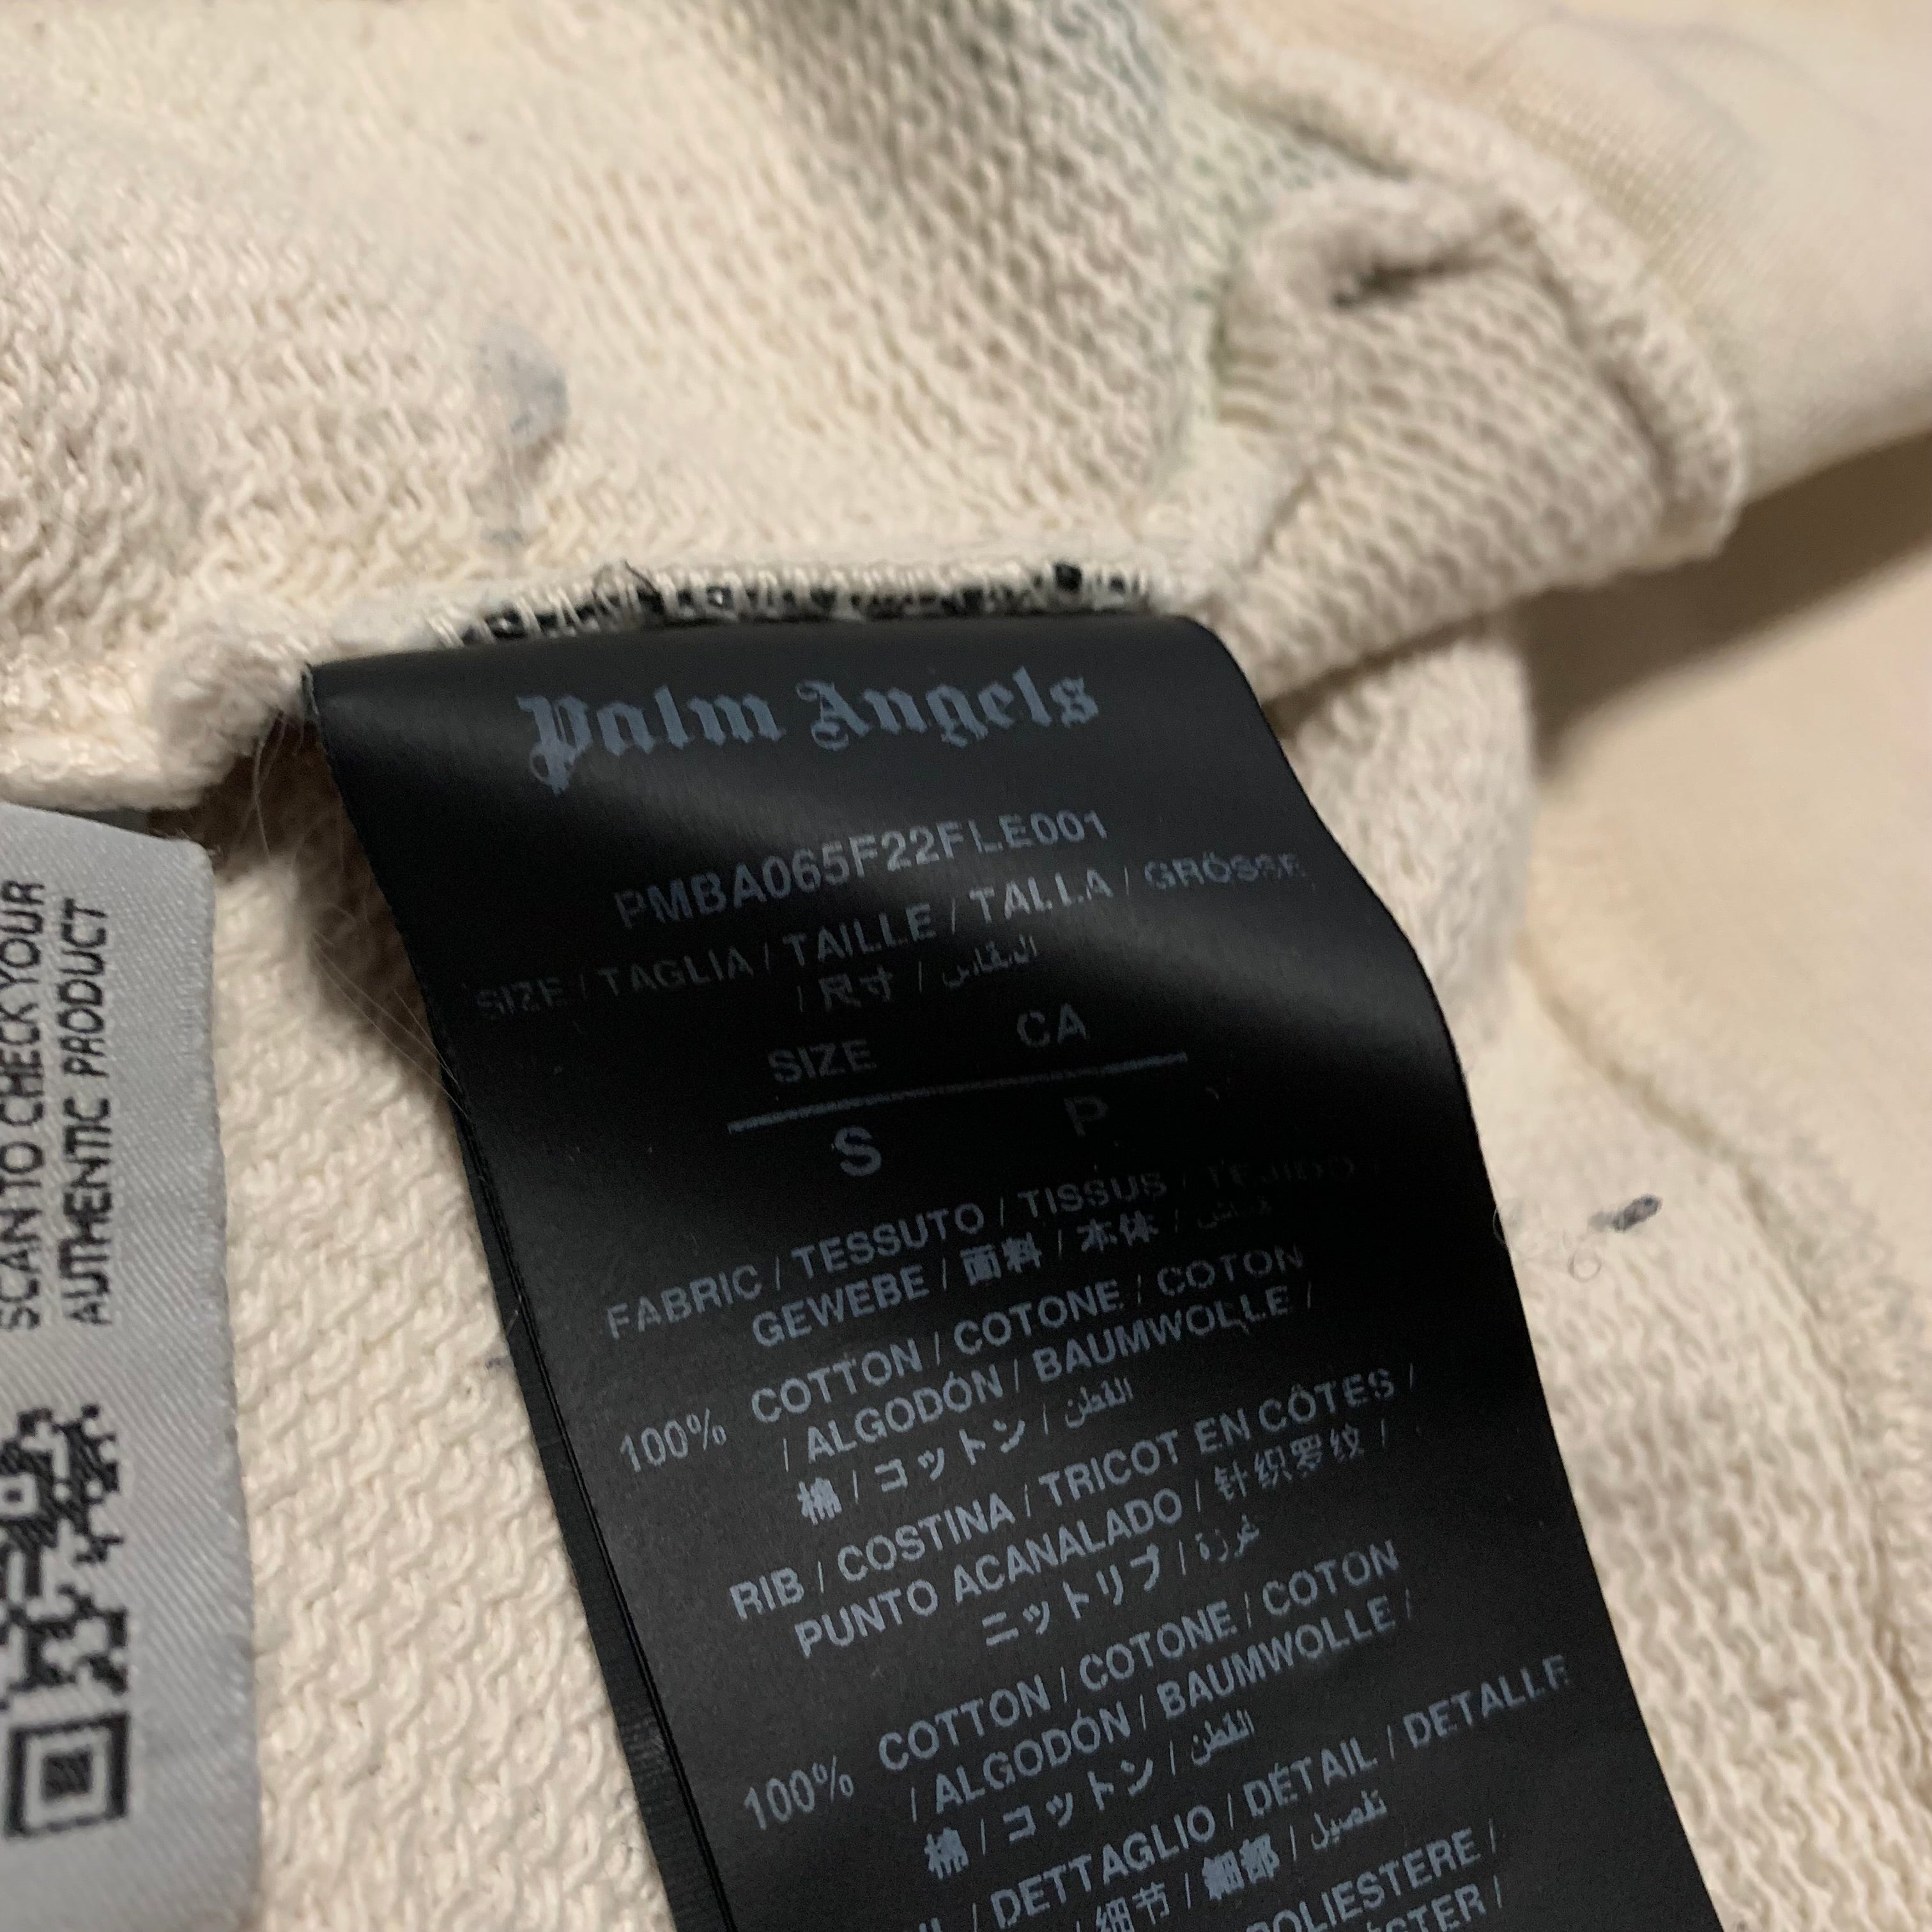 Palm Angels
PMBA065F22FLE001
SIZE / TAGLIA / TAILLE / TALLA / GRÖSSE
/ 尺寸 / المقاس
SIZE CA
S P
FABRIC / TESSUTO / TISSUS / TEJIDO /
GEWEBE / 面料 / 本体 / قماش
100% COTTON / COTONE / COTON
/ ALGODÓN / BAUMWOLLE /
棉 / コットン / القطن
RIB / COSTINA / TRICOT EN CÔTES /
PUNTO ACANALADO / 针织罗纹 /
ニットリブ / غرزة
100% COTTON / COTONE / COTON
/ ALGODÓN / BAUMWOLLE /
棉 / コットン / القطن
/ DETTAGLIO / DÉTAIL / DETALLE
/ 细节 / 細部 / تفصيل
POLIESTERE /
SCAN TO CHECK YOUR
AUTHENTIC PRODUCT